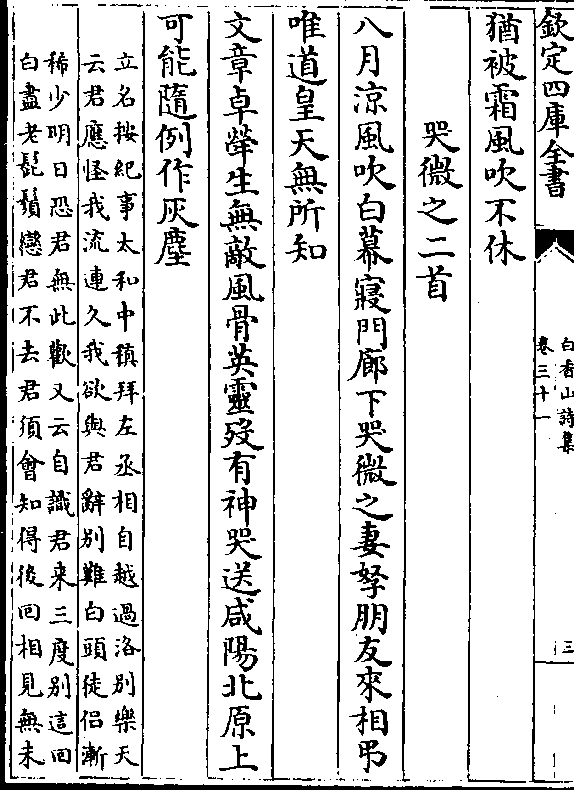 欽定四庫全書
白香山詩集
卷三十一
三
猶被霜風吹不休
哭微之二首
八月涼風吹白幕寢門廊下哭微之妻孥朋友來相弔
唯道皇天無所知
文章卓犖生無敵風骨英靈歿有神哭送咸陽北原上
可能隨例作灰塵
立名按紀事太和中稹拜左丞相自越過洛別樂天
云君應怪我流連久我欲與君辭別難白頭徒侣漸
稀少明日恐君無此歡又云自識君来三度別這回
白盡老髭鬚戀君不去君須會知得後回相見無未